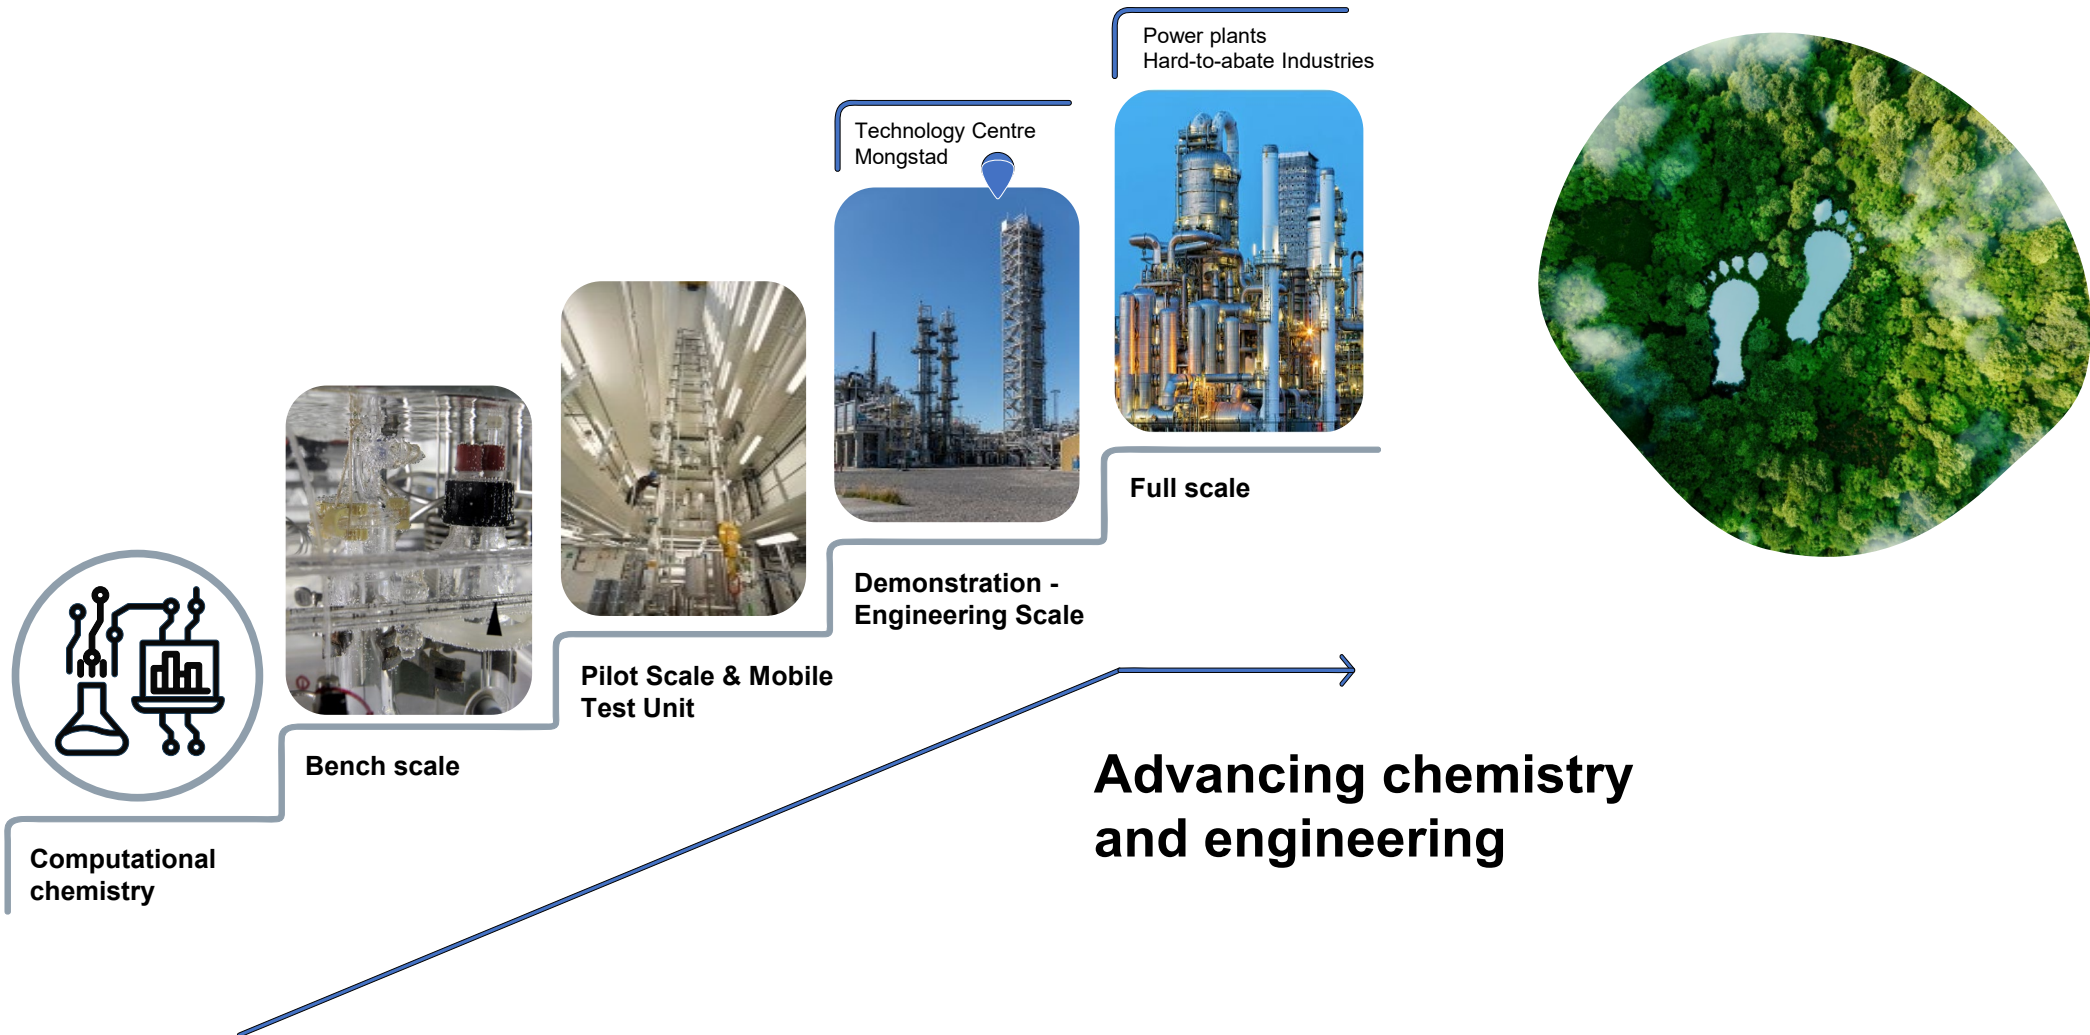 Power plants
Hard-to-abate Industries
Technology Centre
Mongstad
Full scale
Demonstration -
Engineering Scale
Pilot Scale & Mobile
Test Unit
Bench scale
Computational
chemistry
Advancing chemistry
and engineering